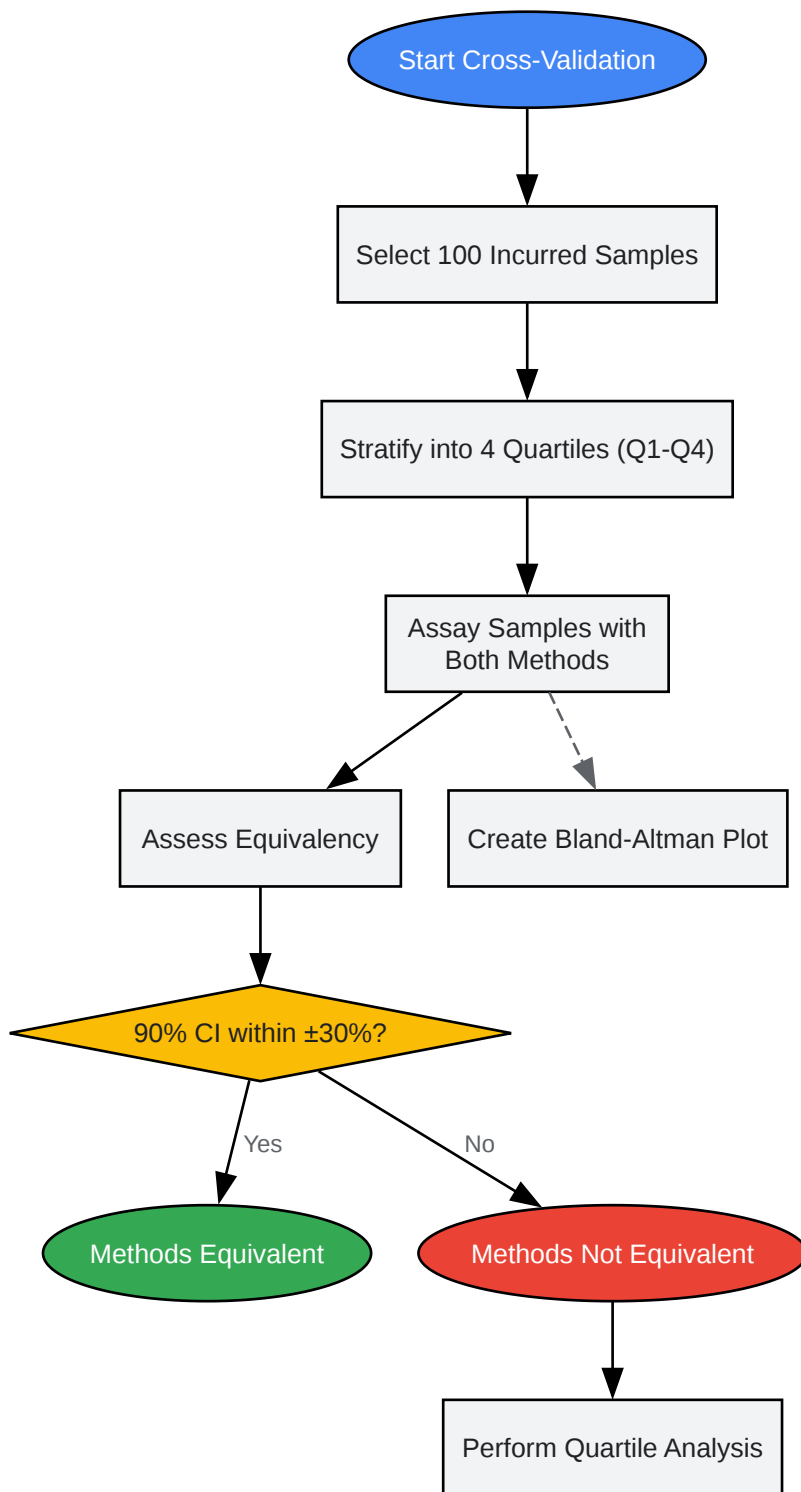 Start Cross-Validation
Select 100 Incurred Samples
Stratify into 4 Quartiles (Q1-Q4)
Assay Samples with
Both Methods
Assess Equivalency
Create Bland-Altman Plot
90% CI within ±30%?
Yes
No
Methods Equivalent
Methods Not Equivalent
Perform Quartile Analysis